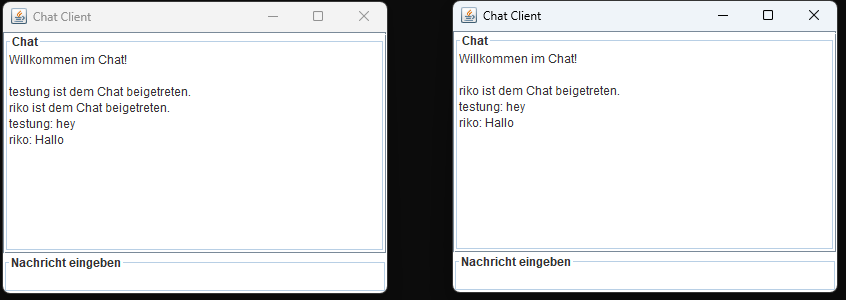 Chat Client
Chat
Willkommen im Chat!
testung ist dem Chat beigetreten.
riko ist dem Chat beigetreten.
testung: hey
riko: Hallo
Nachricht eingeben
Chat Client
Chat
Willkommen im Chat!
riko ist dem Chat beigetreten.
testung: hey
riko: Hallo
Nachricht eingeben